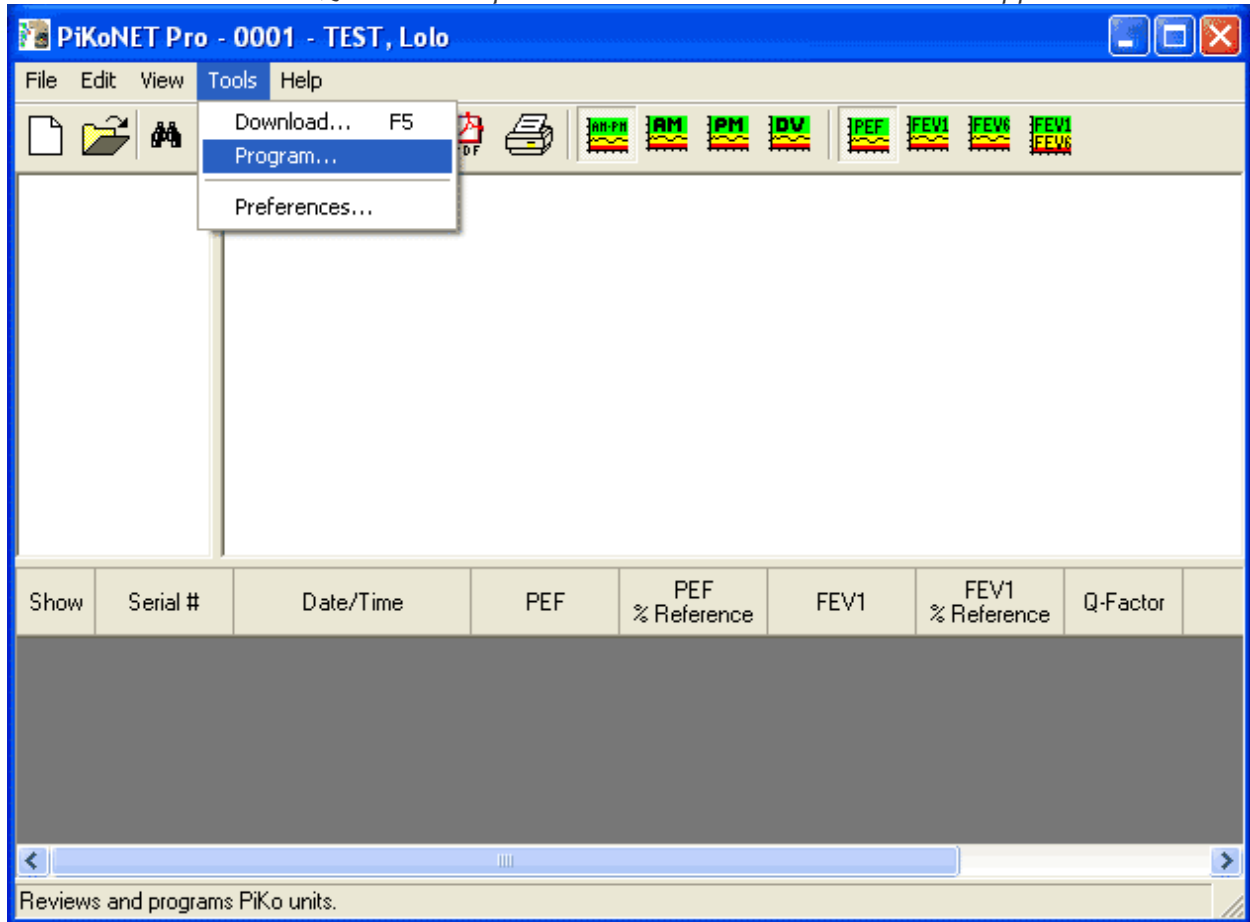 PiKoNET Pro - 0001 - TEST, Lolo
File Edit View Tools Help
Download... F5
Program...
Preferences...
PDF AM-PM AM PM DV PEF FEV1 FEV6 FEV1
FEV6
Show Serial # Date/Time PEF PEF % Reference FEV1 FEV1 % Reference Q-Factor
Reviews and programs PiKo units.